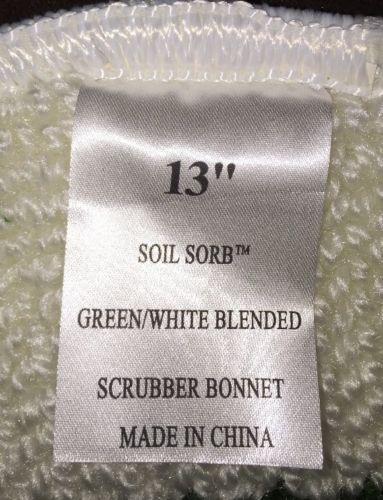 13"
SOIL SORB™
GREEN/WHITE BLENDED
SCRUBBER BONNET
MADE IN CHINA